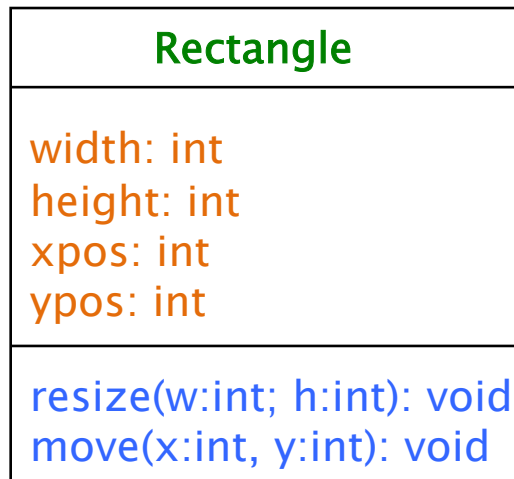 Rectangle
width: int
height: int
xpos: int
ypos: int
resize(w:int; h:int): void
move(x:int, y:int): void